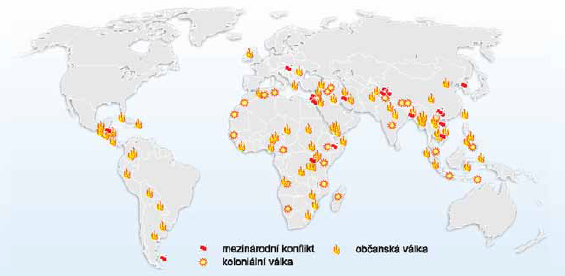 mezinárodní konflikt
občanská válka
koloniální válka